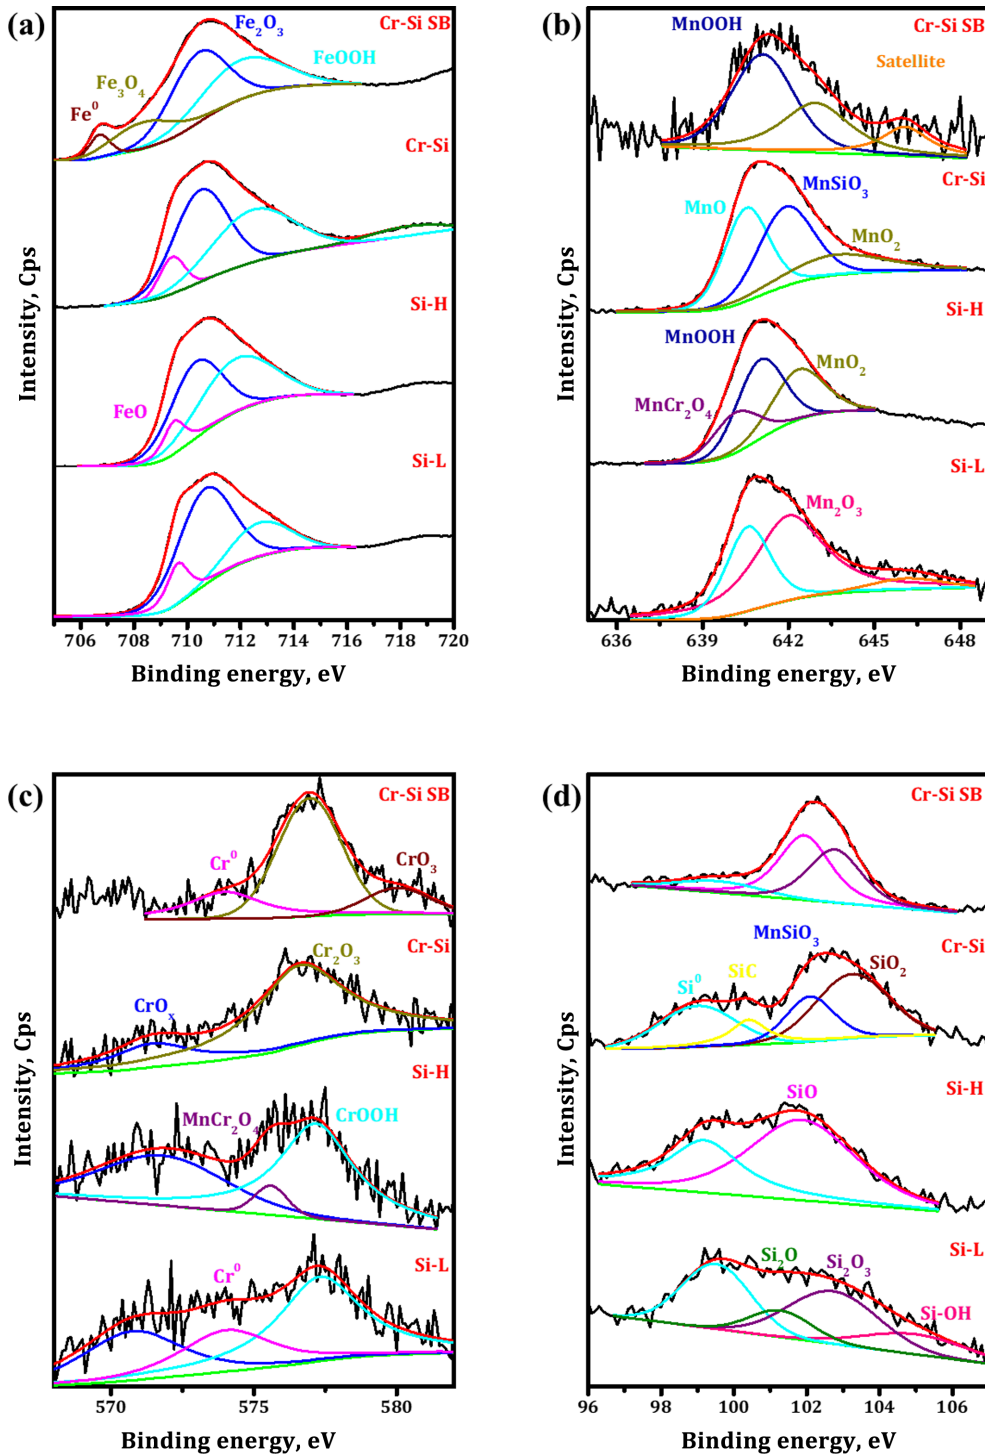 (a)
Cr-Si SB
Fe₂O₃
FeOOH
Fe₃O₄
Fe⁰
Cr-Si
Si-H
FeO
Si-L
Intensity, Cps
705 706 708 710 712 714 716 718 720
Binding energy, eV
(b)
MnOOH
Cr-Si SB
Satellite
Cr-Si
MnSiO₃
MnO
MnO₂
Si-H
MnOOH
MnO₂
MnCr₂O₄
Si-L
Mn₂O₃
Intensity, Cps
636 639 642 645 648
Binding energy, eV
(c)
Cr-Si SB
Cr⁰
CrO₃
Cr-Si
Cr₂O₃
CrOₓ
Si-H
MnCr₂O₄
CrOOH
Si-L
Cr⁰
Intensity, Cps
570 575 580
Binding energy, eV
(d)
Cr-Si SB
MnSiO₃
Cr-Si
SiO₂
SiC
Si⁰
Si-H
SiO
Si-L
Si₂O
Si₂O₃
Si-OH
Intensity, Cps
96 98 100 102 104 106
Binding energy, eV